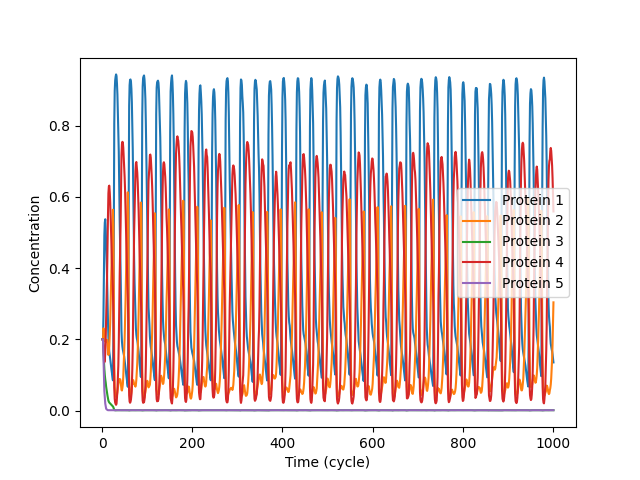 0.8
0.6
0.4
0.2
0.0
Concentration
0
200
400
600
800
1000
Time (cycle)
Protein 1
Protein 2
Protein 3
Protein 4
Protein 5